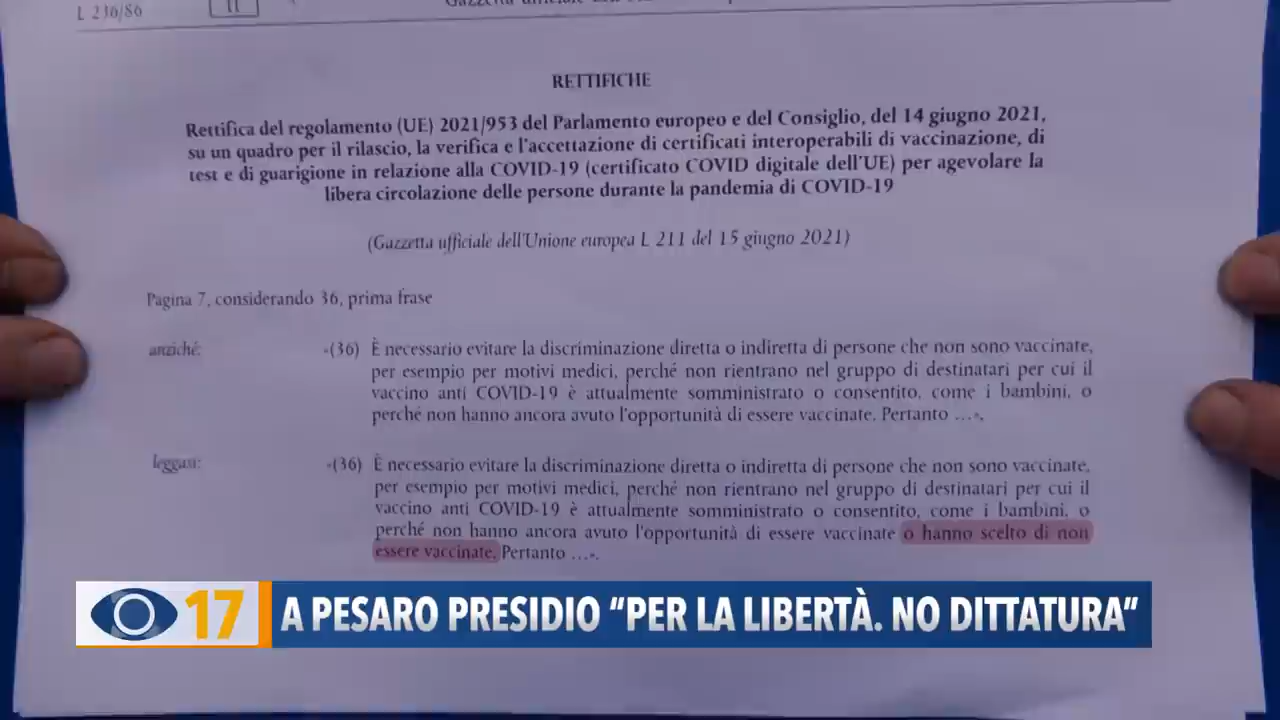 L 236/86
IT
RETTIFICHE
Rettifica del regolamento (UE) 2021/953 del Parlamento europeo e del Consiglio, del 14 giugno 2021,
su un quadro per il rilascio, la verifica e l'accettazione di certificati interoperabili di vaccinazione, di
test e di guarigione in relazione alla COVID-19 (certificato COVID digitale dell'UE) per agevolare la
libera circolazione delle persone durante la pandemia di COVID-19
(Gazzetta ufficiale dell'Unione europea L 211 del 15 giugno 2021)
Pagina 7, considerando 36, prima frase
anziché:
«(36) È necessario evitare la discriminazione diretta o indiretta di persone che non sono vaccinate,
per esempio per motivi medici, perché non rientrano nel gruppo di destinatari per cui il
vaccino anti COVID-19 è attualmente somministrato o consentito, come i bambini, o
perché non hanno ancora avuto l'opportunità di essere vaccinate. Pertanto …».
leggasi:
«(36) È necessario evitare la discriminazione diretta o indiretta di persone che non sono vaccinate,
per esempio per motivi medici, perché non rientrano nel gruppo di destinatari per cui il
vaccino anti COVID-19 è attualmente somministrato o consentito, come i bambini, o
perché non hanno ancora avuto l'opportunità di essere vaccinate o hanno scelto di non
essere vaccinate. Pertanto …».
17
A PESARO PRESIDIO “PER LA LIBERTÀ. NO DITTATURA“